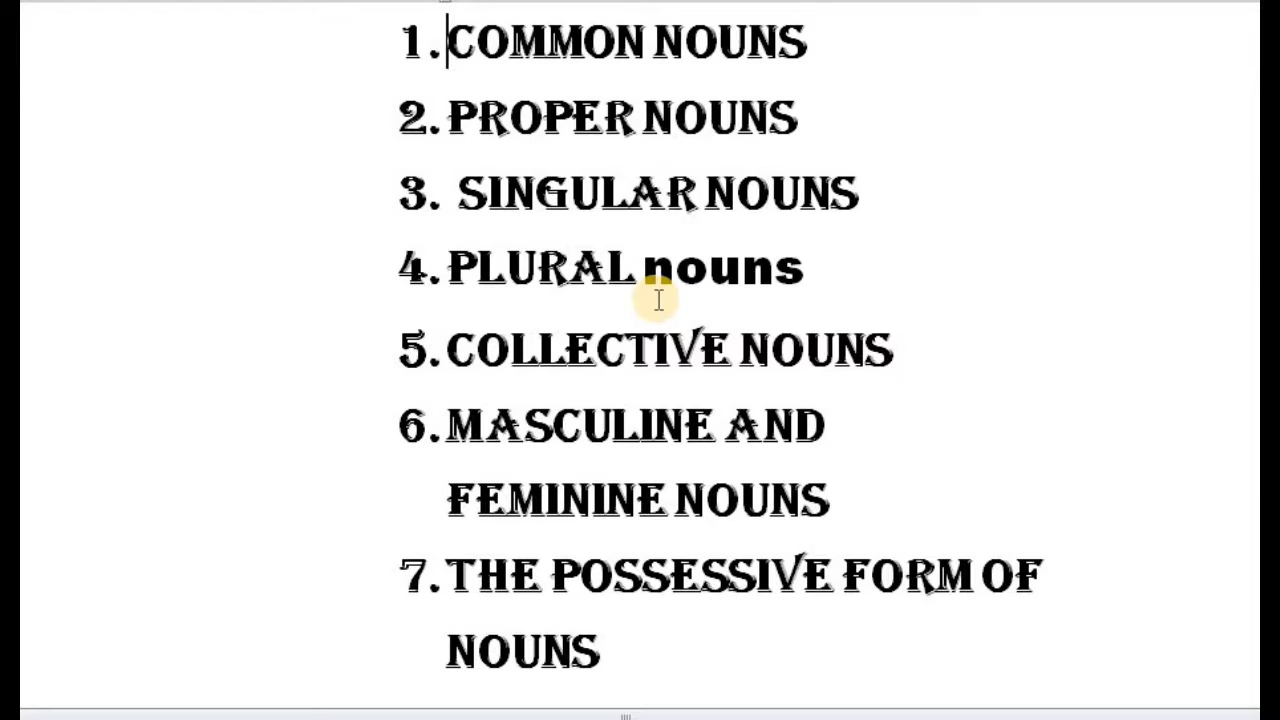 1. COMMON NOUNS
2. PROPER NOUNS
3. SINGULAR NOUNS
4. PLURAL nouns
5. COLLECTIVE NOUNS
6. MASCULINE AND
FEMININE NOUNS
7. THE POSSESSIVE FORM OF
NOUNS